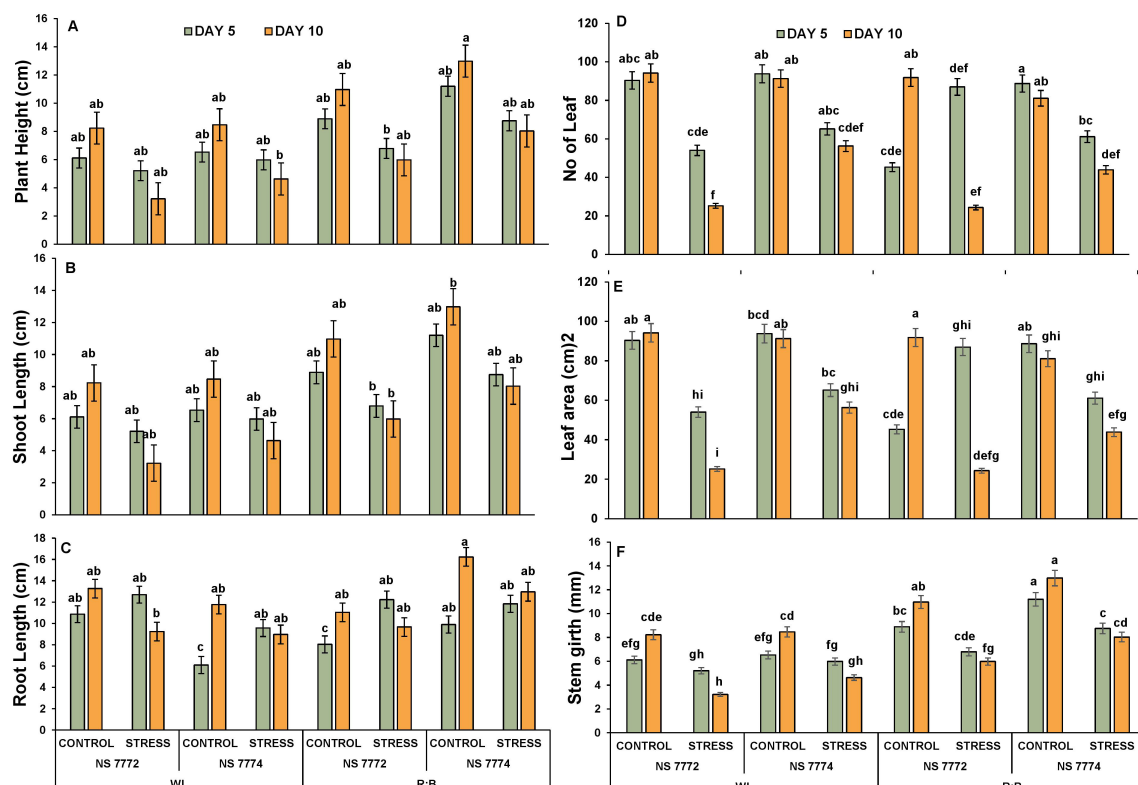 A
DAY 5 DAY 10
Plant Height (cm)
16
14
12
10
8
6
4
2
0
ab ab ab ab ab ab ab b ab ab b ab ab a ab ab
B
Shoot Length (cm)
16
14
12
10
8
6
4
2
0
ab ab ab ab ab ab ab ab ab ab b b ab b ab ab
C
Root Length (cm)
18
16
14
12
10
8
6
4
2
0
ab ab ab b c ab ab ab c ab ab ab ab a ab ab
CONTROL STRESS CONTROL STRESS CONTROL STRESS CONTROL STRESS
NS 7772 NS 7774 NS 7772 NS 7774
R:B
D
DAY 5 DAY 10
No of Leaf
120
100
80
60
40
20
0
abc ab cde f ab ab abc cdef cde ab def ef a ab bc def
E
Leaf area (cm)2
120
100
80
60
40
20
0
ab a hi i bcd ab bc ghi cde a ghi defg ab ghi ghi efg
F
Stem girth (mm)
16
14
12
10
8
6
4
2
0
efg cde gh h efg cd fg gh bc ab cde fg a a c cd
CONTROL STRESS CONTROL STRESS CONTROL STRESS CONTROL STRESS
NS 7772 NS 7774 NS 7772 NS 7774